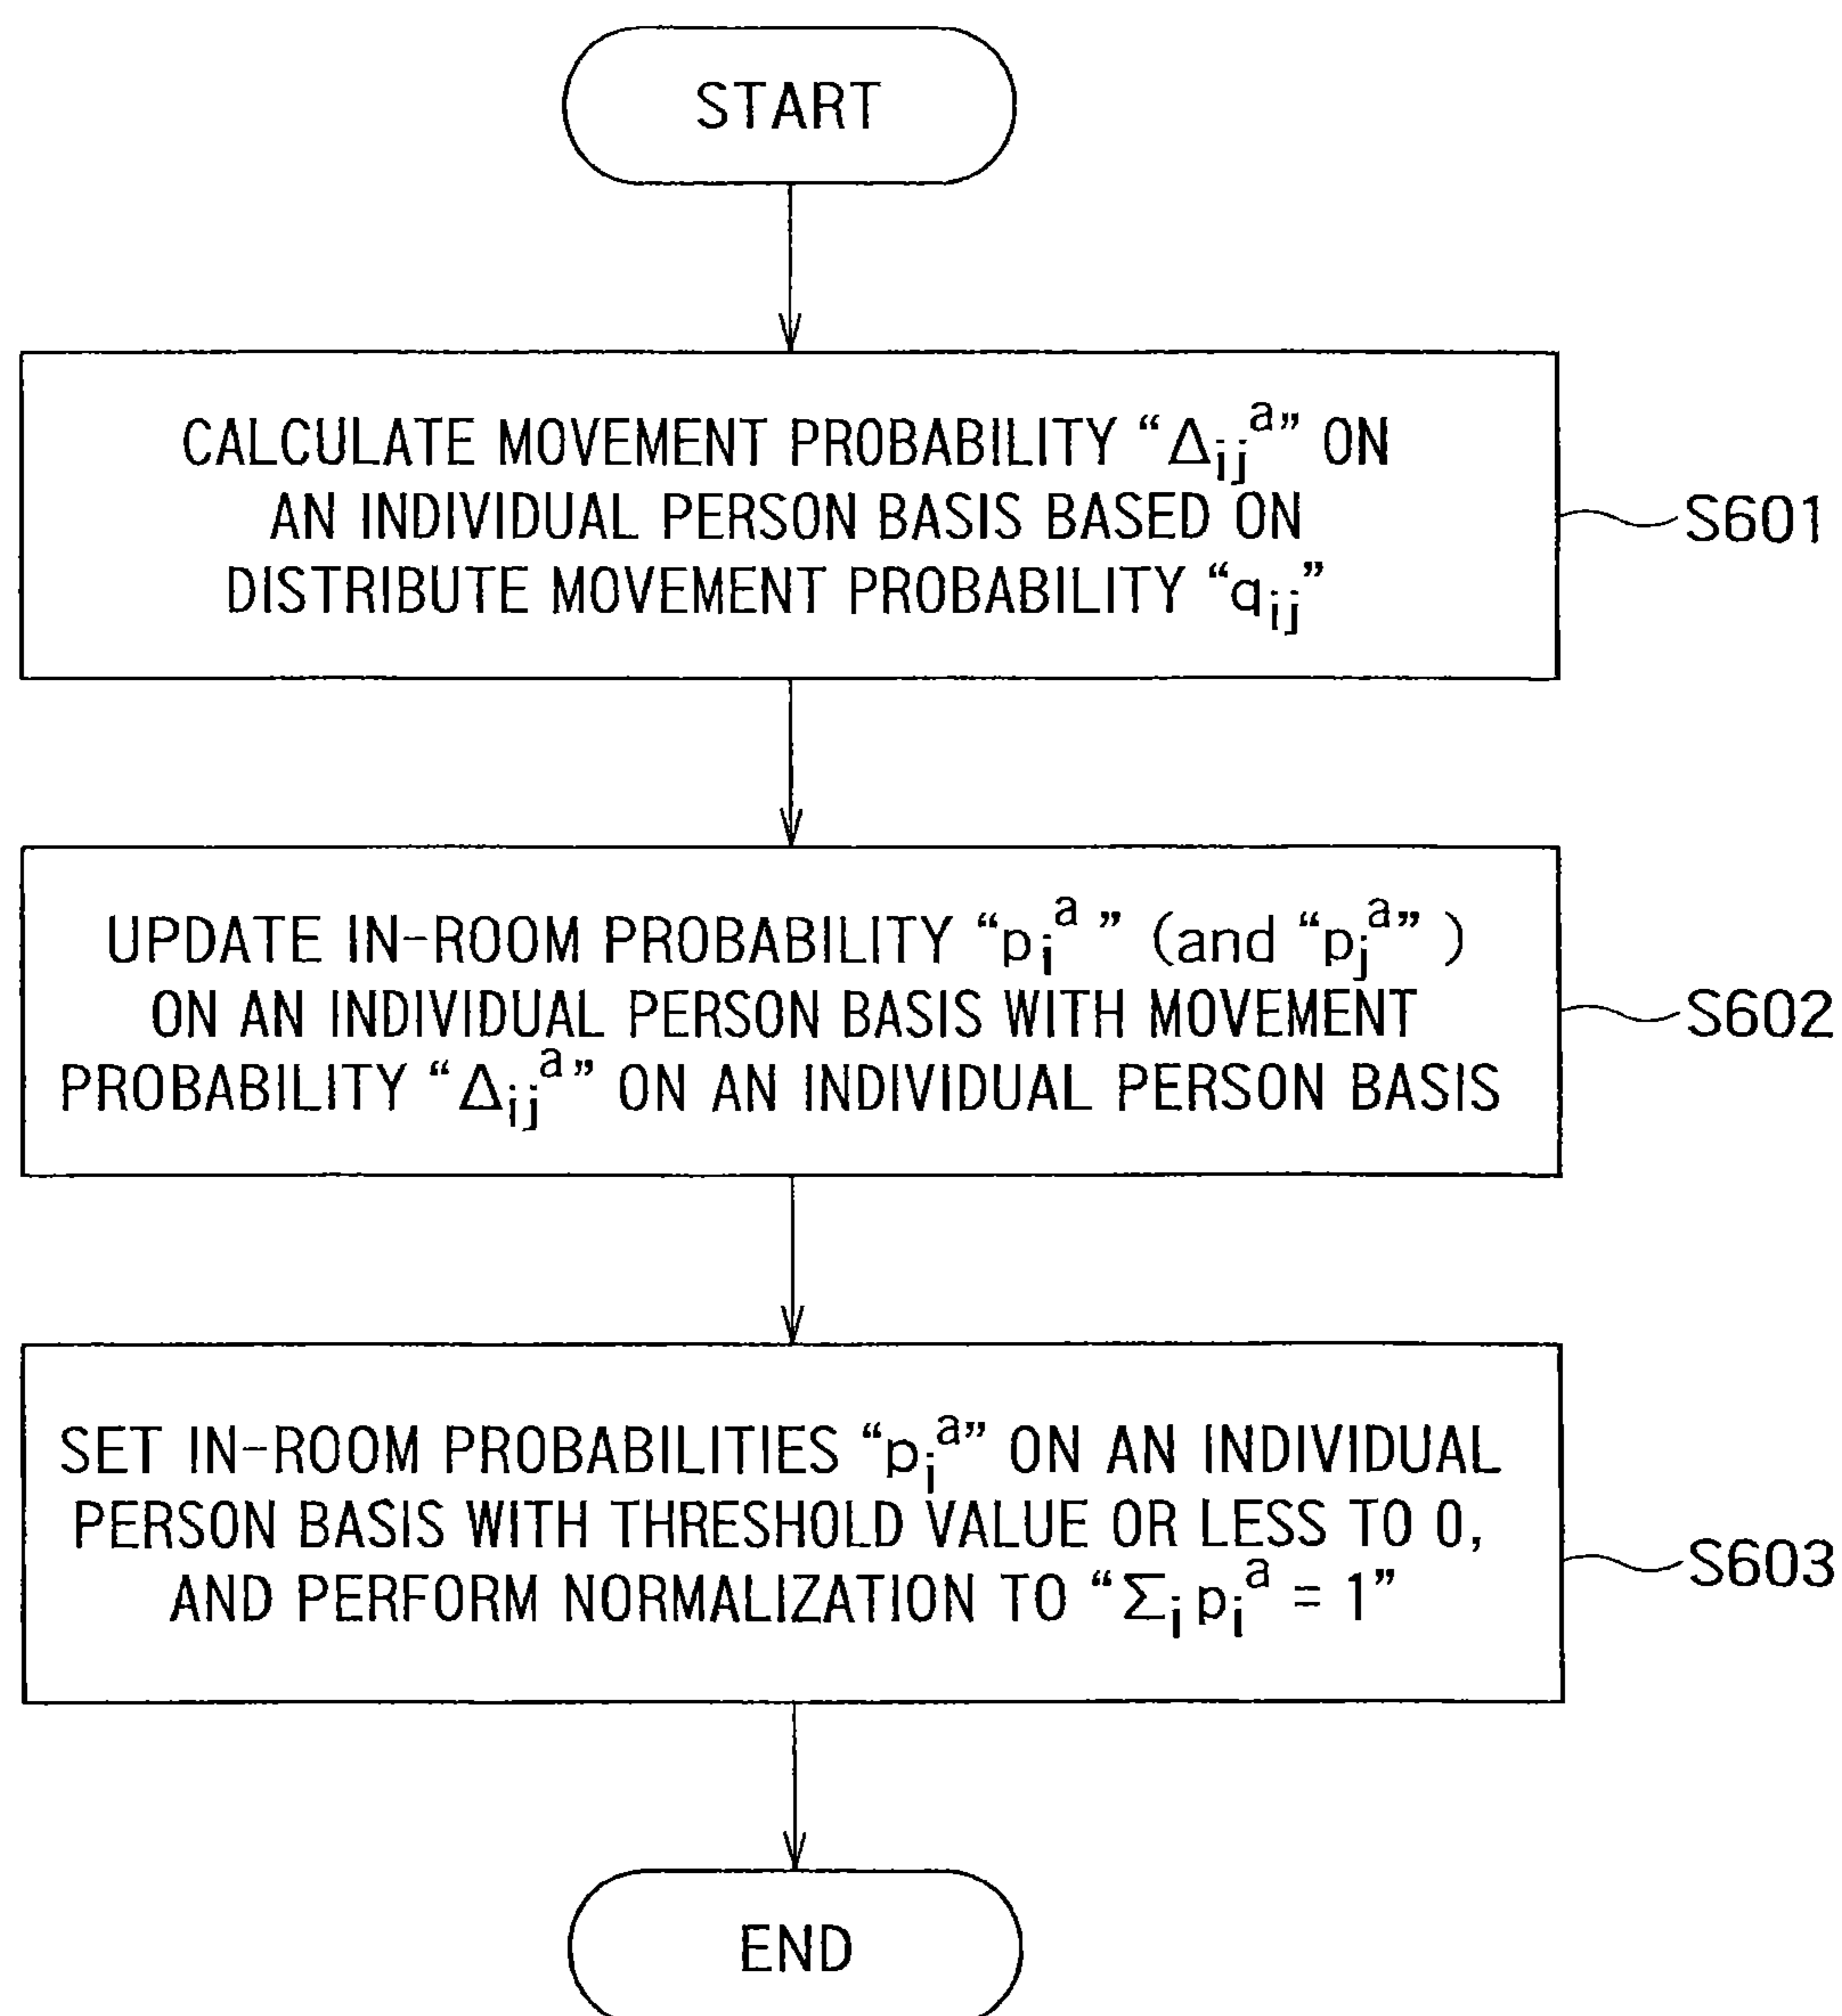 START
CALCULATE MOVEMENT PROBABILITY “Δij^a” ON
AN INDIVIDUAL PERSON BASIS BASED ON
DISTRIBUTE MOVEMENT PROBABILITY “qij”
S601
UPDATE IN-ROOM PROBABILITY “pi^a” (and “pj^a”)
ON AN INDIVIDUAL PERSON BASIS WITH MOVEMENT
PROBABILITY “Δij^a” ON AN INDIVIDUAL PERSON BASIS
S602
SET IN-ROOM PROBABILITIES “pi^a” ON AN INDIVIDUAL
PERSON BASIS WITH THRESHOLD VALUE OR LESS TO 0,
AND PERFORM NORMALIZATION TO “Σi pi^a = 1”
S603
END